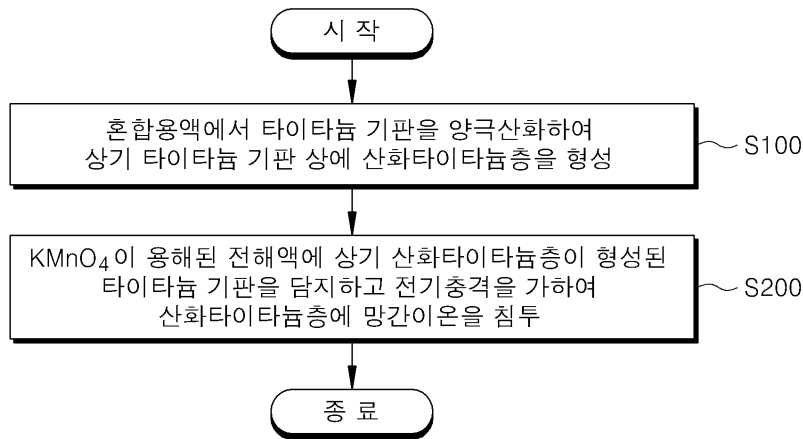 시 작
혼합용액에서 타이타늄 기판을 양극산화하여
상기 타이타늄 기판 상에 산화타이타늄층을 형성
S100
KMnO4이 용해된 전해액에 상기 산화타이타늄층이 형성된
타이타늄 기판을 담지하고 전기충격을 가하여
산화타이타늄층에 망간이온을 침투
S200
종 료